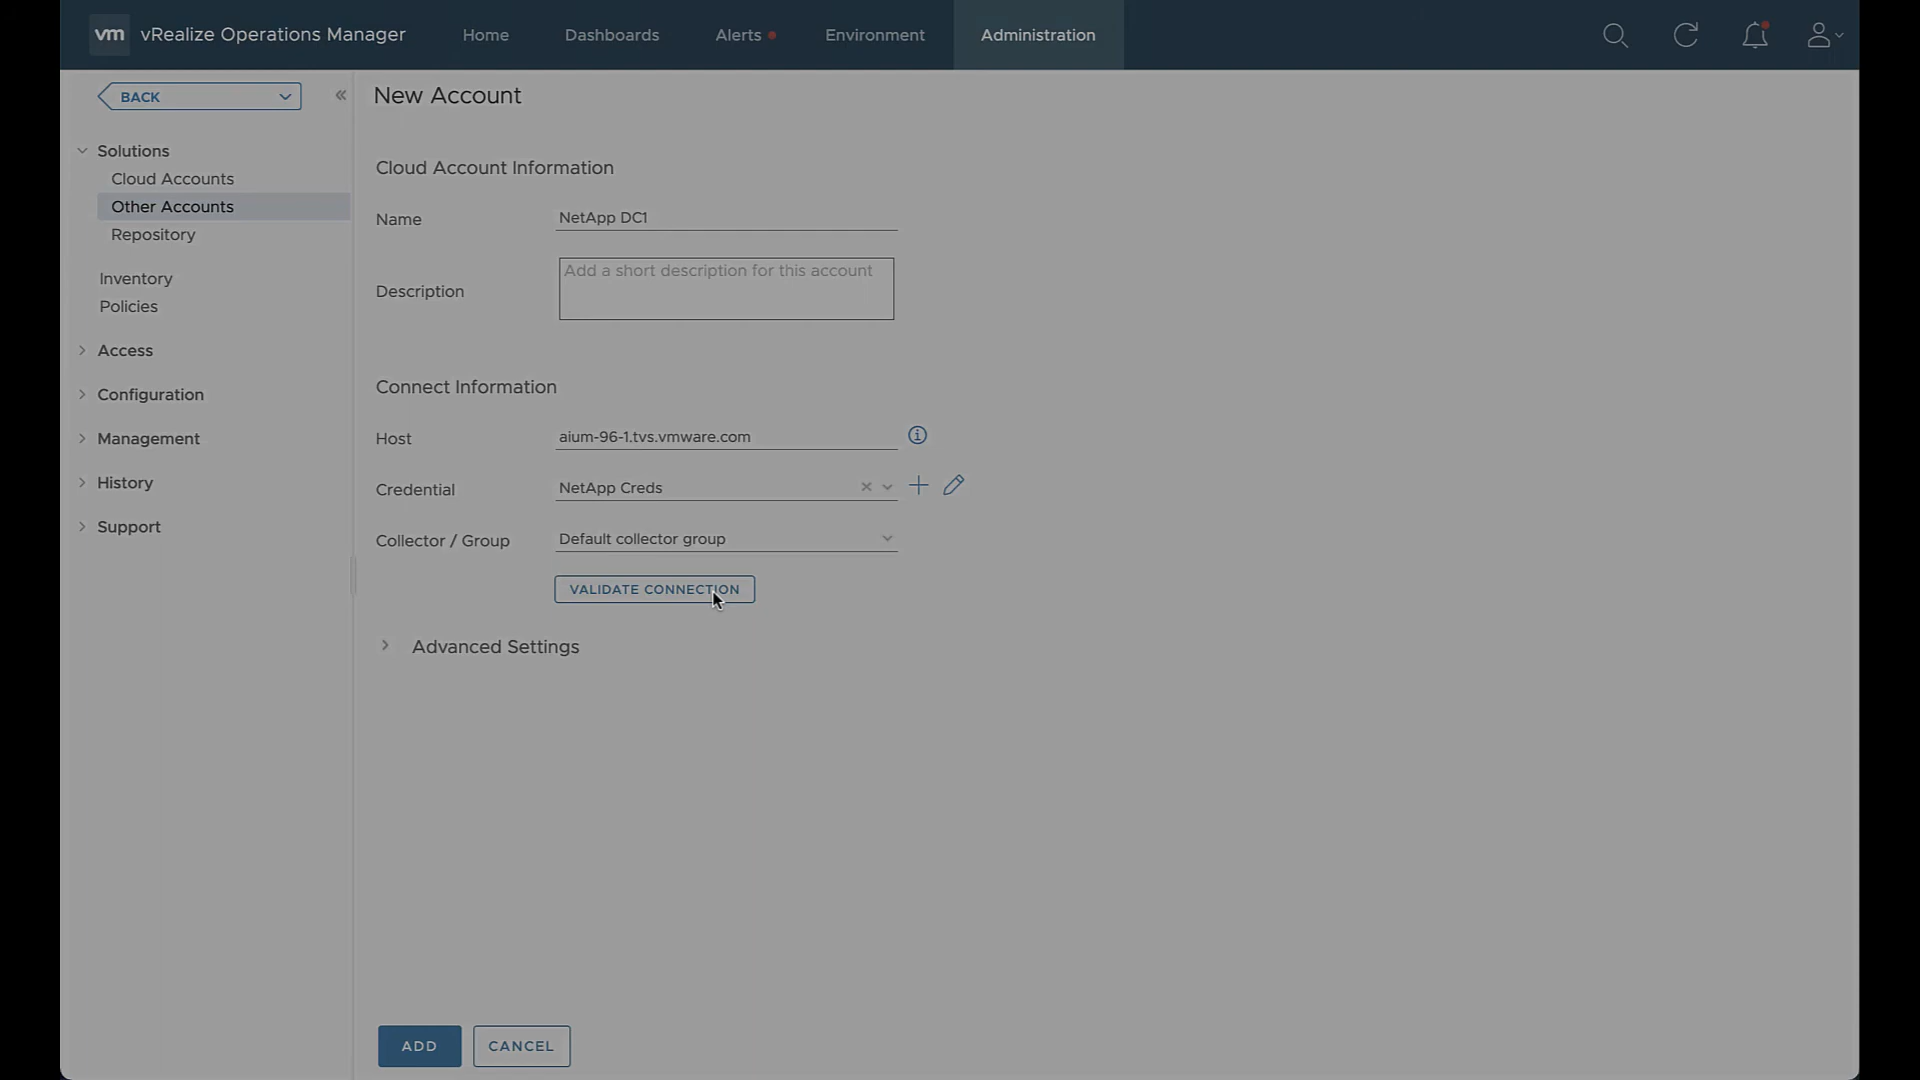 vm vRealize Operations Manager Home Dashboards Alerts Environment Administration
BACK
New Account
Solutions
Cloud Accounts
Other Accounts
Repository
Inventory
Policies
Access
Configuration
Management
History
Support
Cloud Account Information
Name NetApp DC1
Description Add a short description for this account
Connect Information
Host aium-96-1.tvs.vmware.com
Credential NetApp Creds
Collector / Group Default collector group
VALIDATE CONNECTION
Advanced Settings
ADD CANCEL